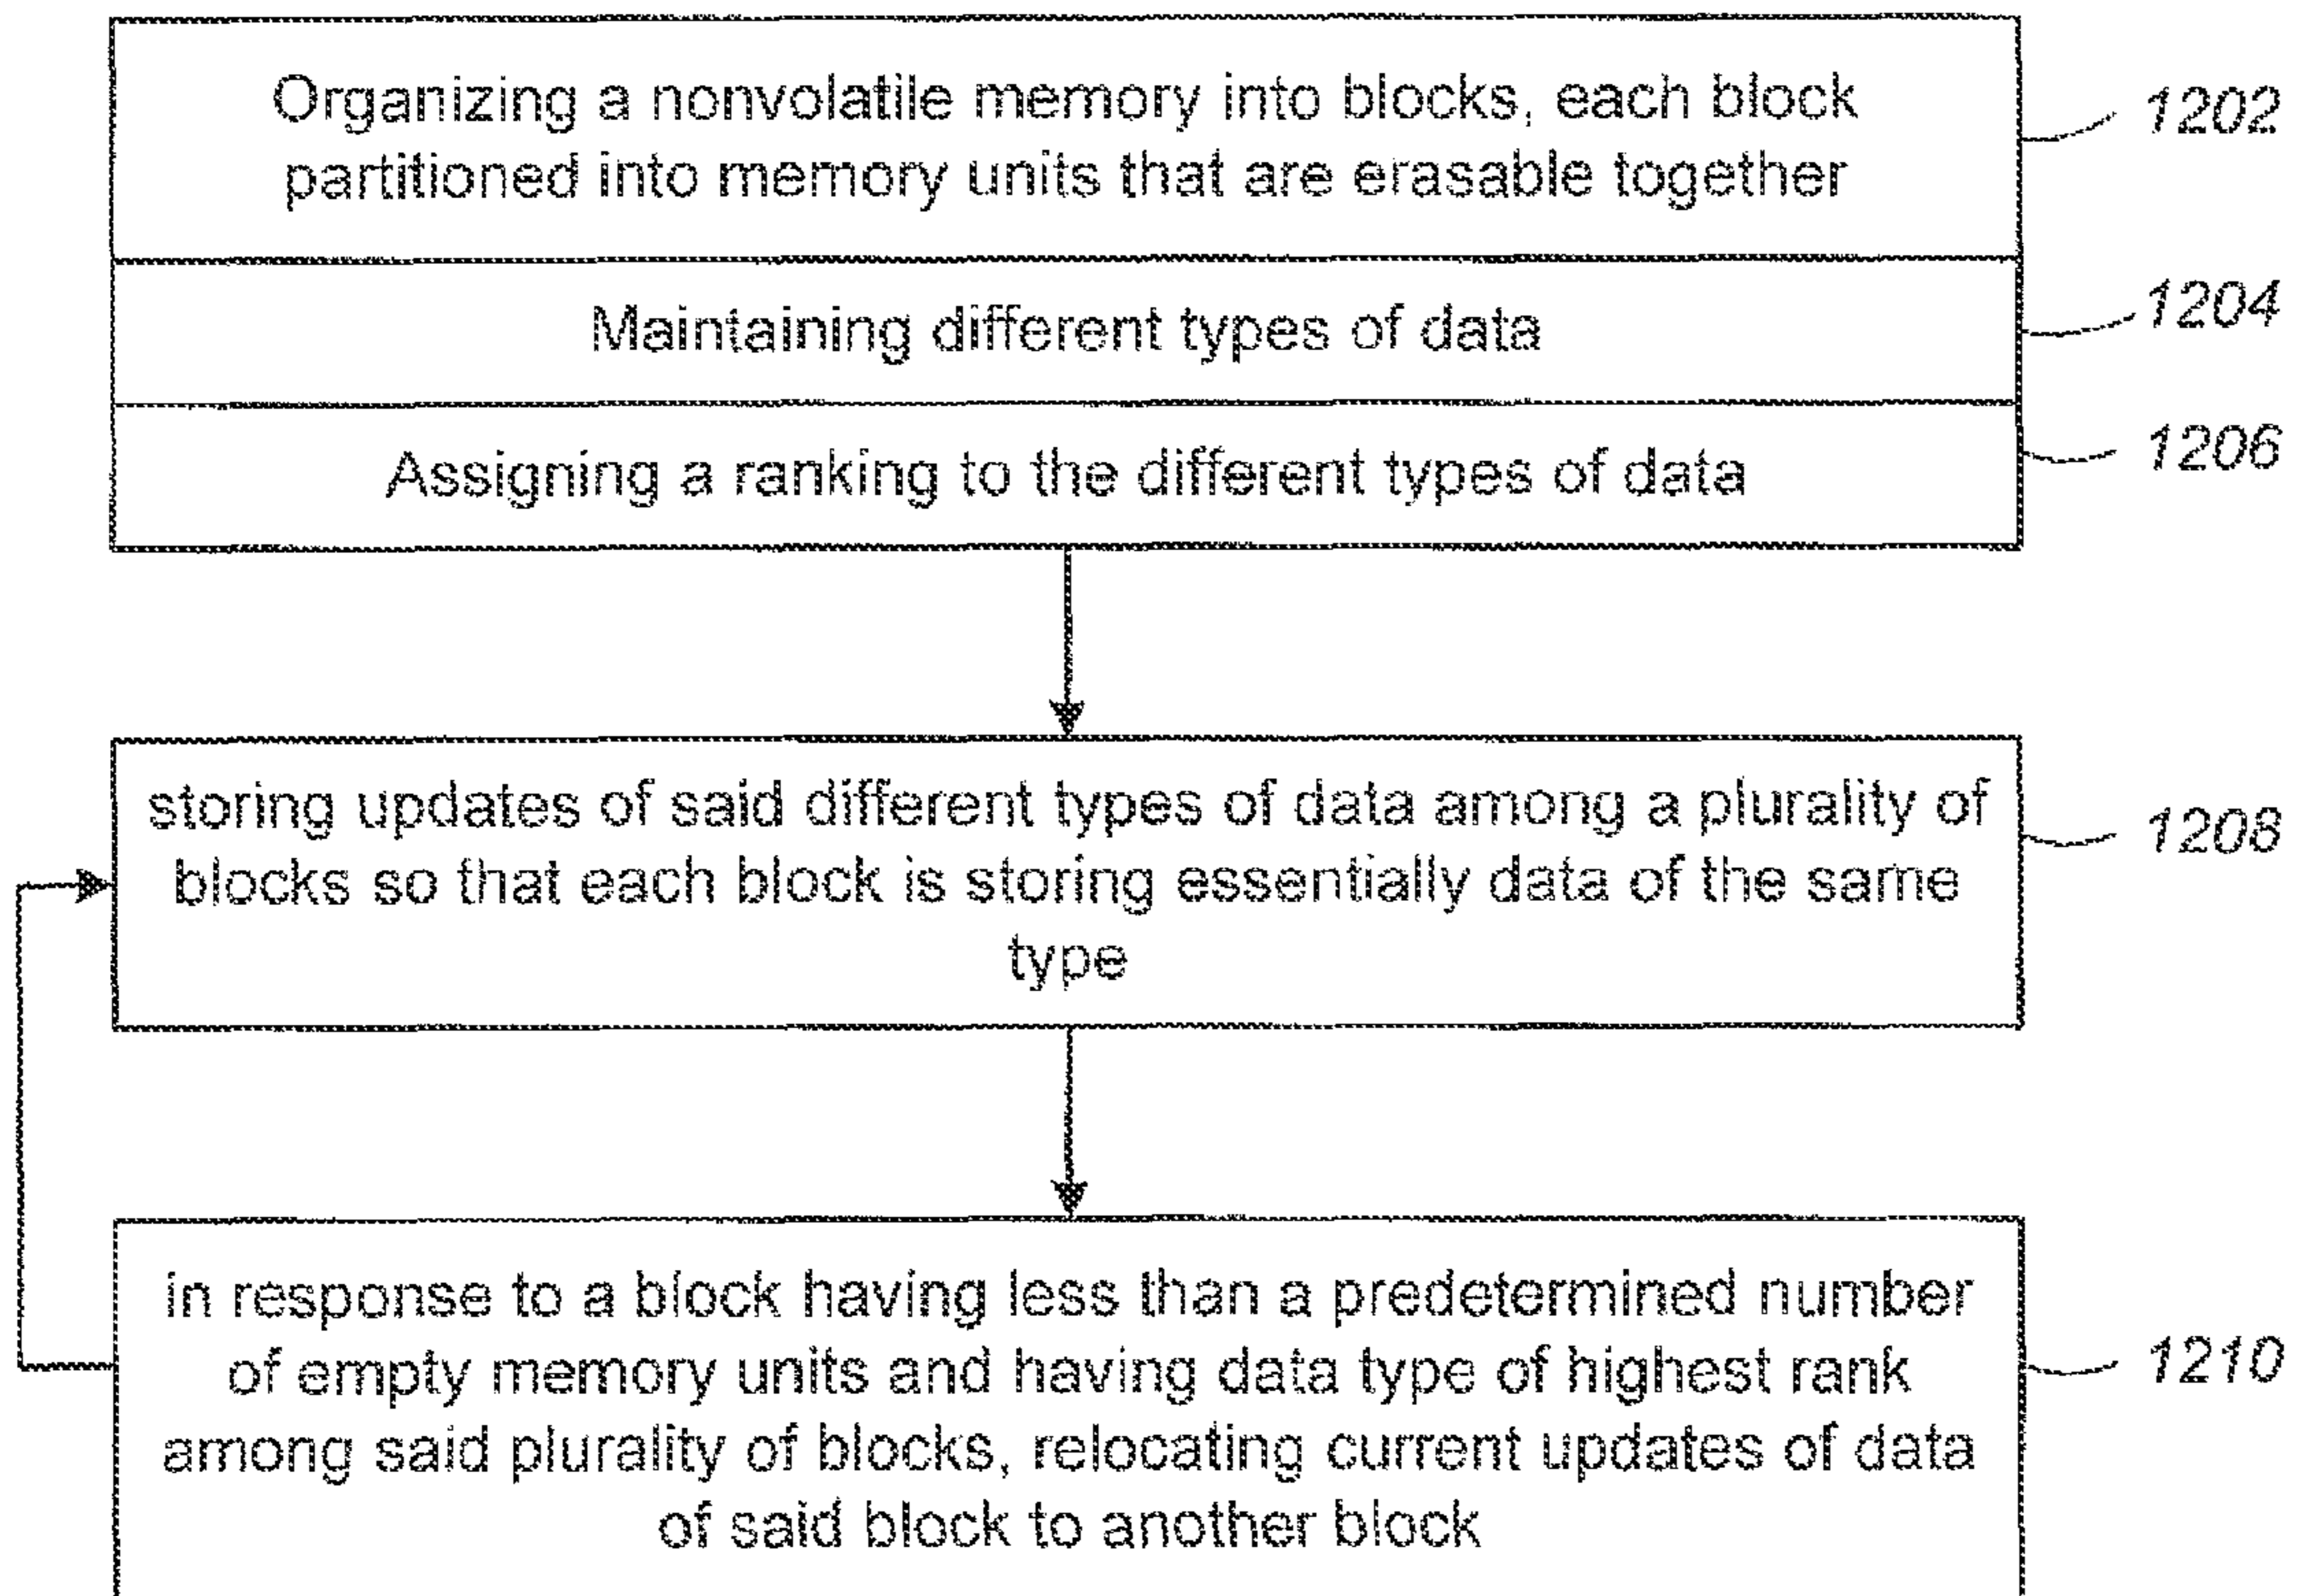 Organizing a nonvolatile memory into blocks, each block
partitioned into memory units that are erasable together
1202
Maintaining different types of data
1204
Assigning a ranking to the different types of data
1206
storing updates of said different types of data among a plurality of
blocks so that each block is storing essentially data of the same
type
1208
in response to a block having less than a predetermined number
of empty memory units and having data type of highest rank
among said plurality of blocks, relocating current updates of data
of said block to another block
1210